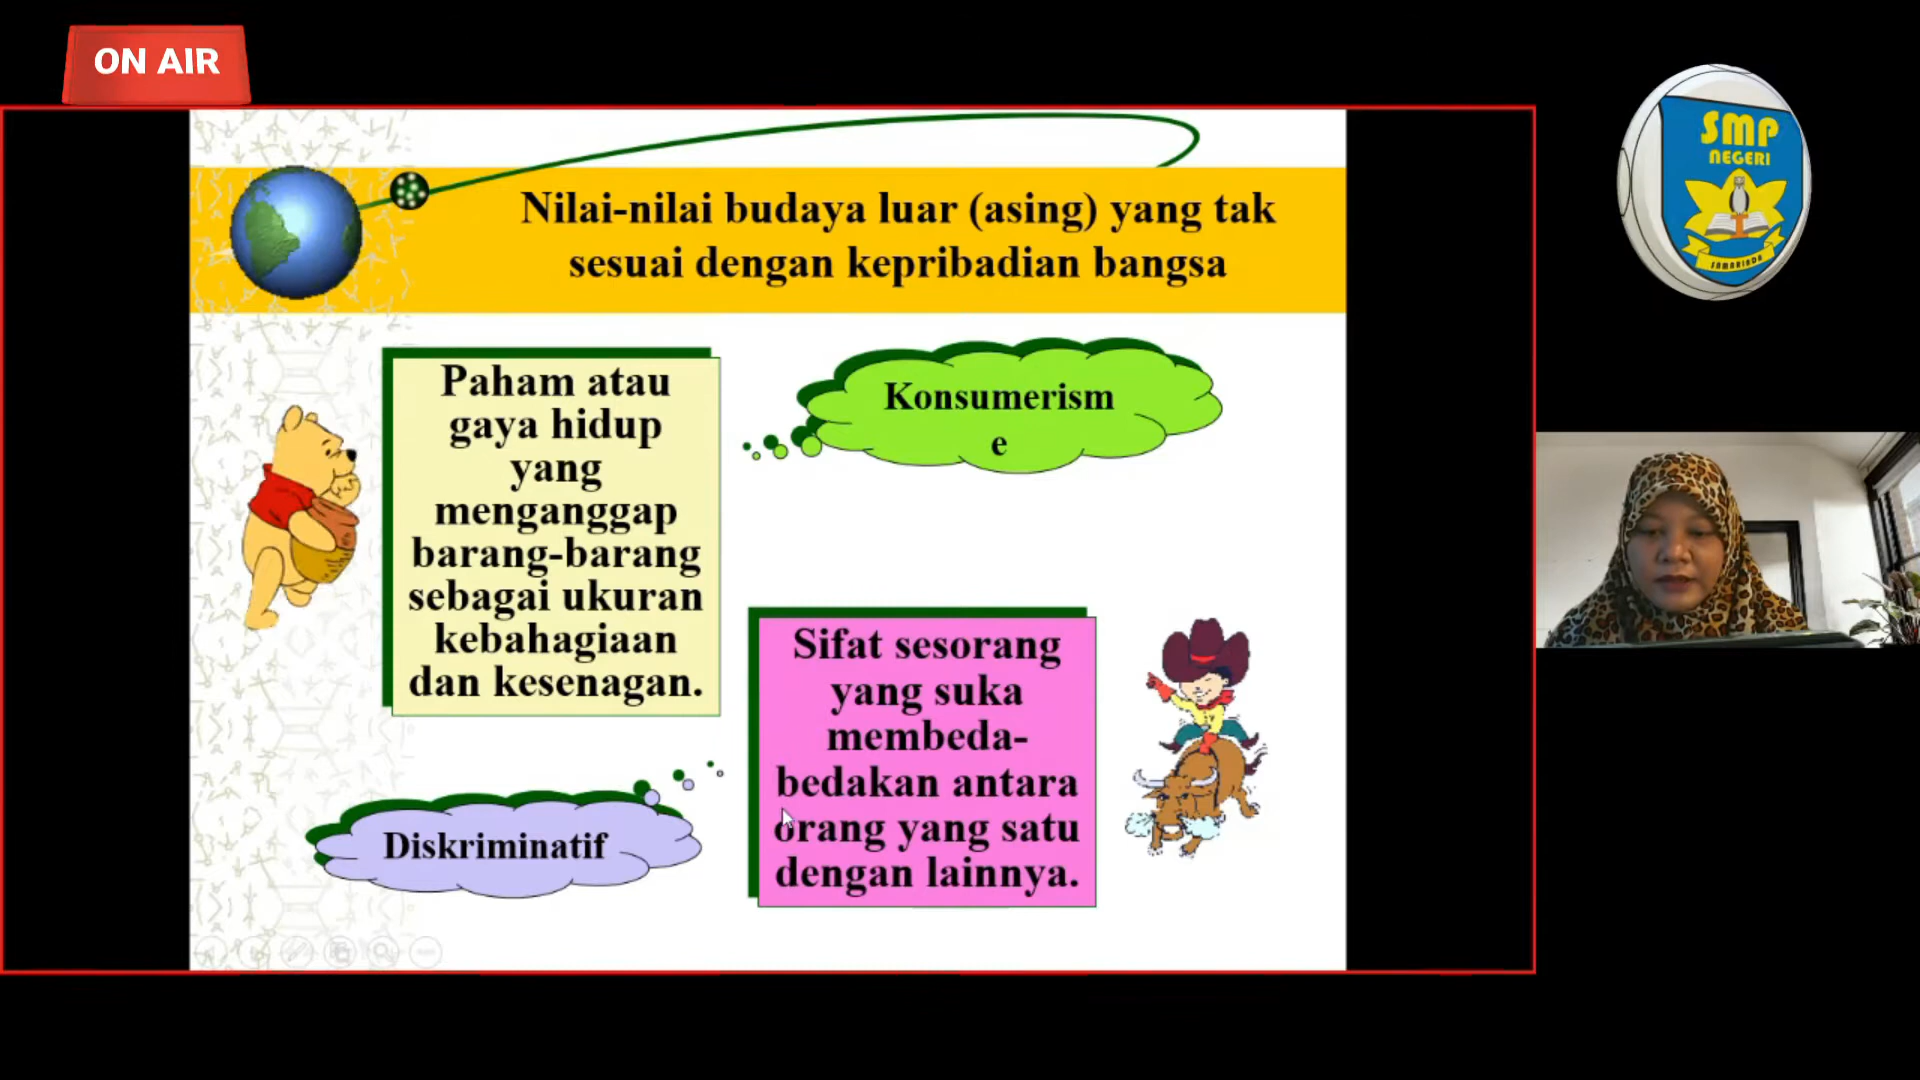 ON AIR
SMP
NEGERI
SAMARINDA
Nilai-nilai budaya luar (asing) yang tak
sesuai dengan kepribadian bangsa
Paham atau
gaya hidup
yang
menganggap
barang-barang
sebagai ukuran
kebahagiaan
dan kesenagan.
Konsumerism
e
Sifat sesorang
yang suka
membeda-
bedakan antara
orang yang satu
dengan lainnya.
Diskriminatif